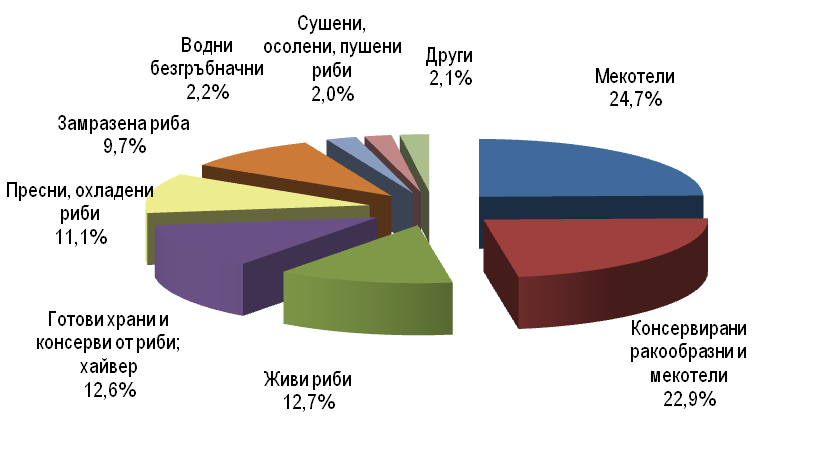 Мекотели
24,7%
Консервирани
ракообразни и
мекотели
22,9%
Живи риби
12,7%
Готови храни и
консерви от риби;
хайвер
12,6%
Пресни, охладени
риби
11,1%
Замразена риба
9,7%
Водни
безгръбначни
2,2%
Сушени,
осолени, пушени
риби
2,0%
Други
2,1%